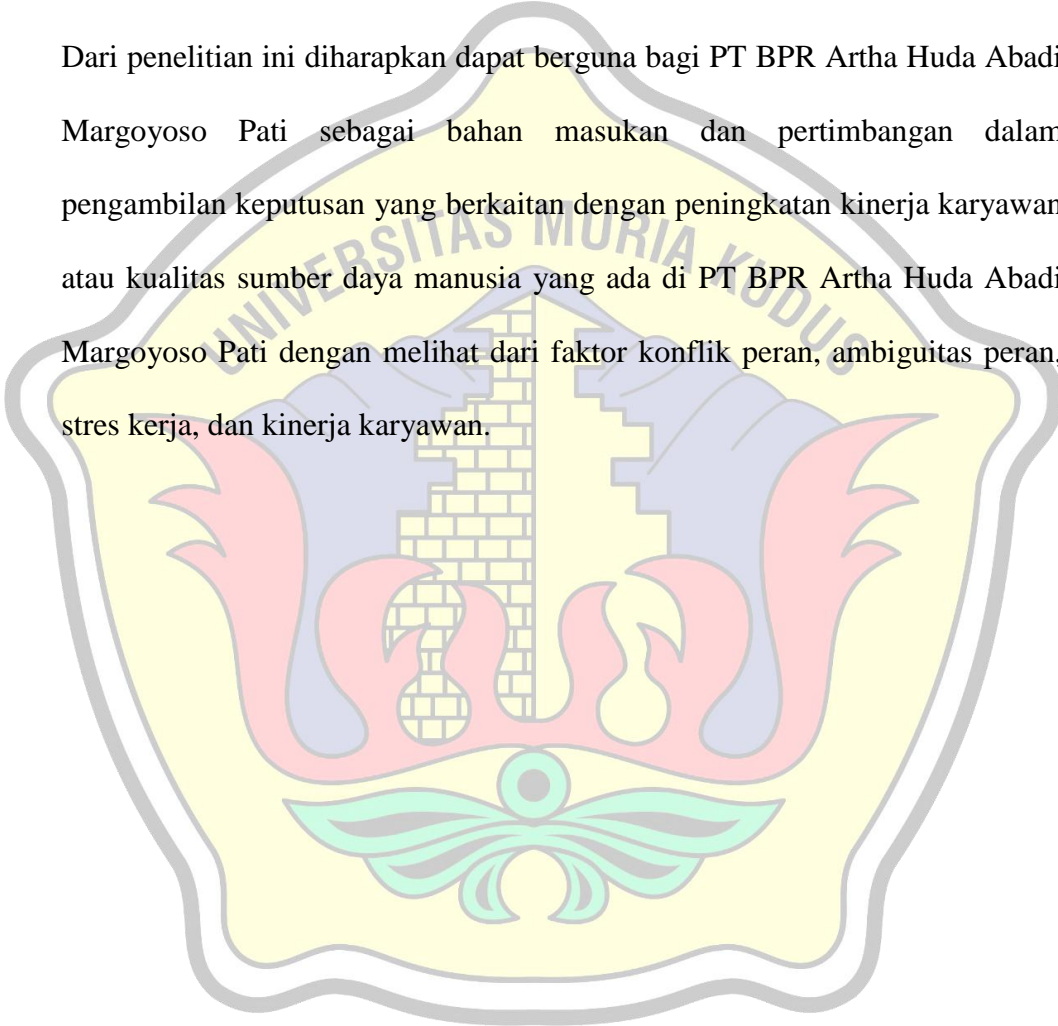 Dari penelitian ini diharapkan dapat berguna bagi PT BPR Artha Huda Abadi
Margoyoso Pati sebagai bahan masukan dan pertimbangan dalam
pengambilan keputusan yang berkaitan dengan peningkatan kinerja karyawan
atau kualitas sumber daya manusia yang ada di PT BPR Artha Huda Abadi
Margoyoso Pati dengan melihat dari faktor konflik peran, ambiguitas peran,
stres kerja, dan kinerja karyawan.
UNIVERSITAS MURIA KUDUS